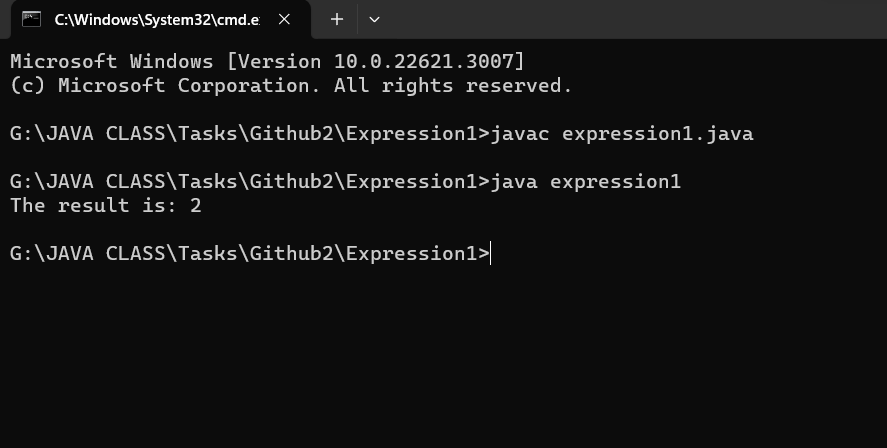 C:\Windows\System32\cmd.e
Microsoft Windows [Version 10.0.22621.3007]
(c) Microsoft Corporation. All rights reserved.
G:\JAVA CLASS\Tasks\Github2\Expression1>javac expression1.java
G:\JAVA CLASS\Tasks\Github2\Expression1>java expression1
The result is: 2
G:\JAVA CLASS\Tasks\Github2\Expression1>